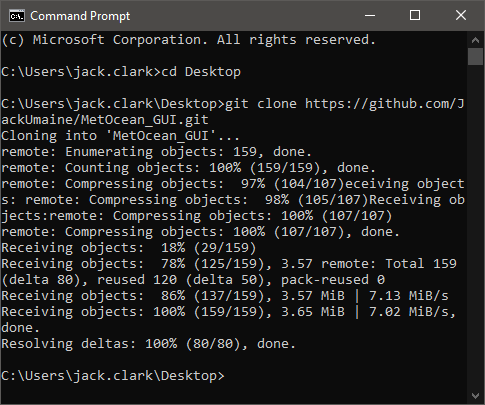 Command Prompt
(c) Microsoft Corporation. All rights reserved.
C:\Users\jack.clark>cd Desktop
C:\Users\jack.clark\Desktop>git clone https://github.com/J
ackUmaine/MetOcean_GUI.git
Cloning into 'MetOcean_GUI'...
remote: Enumerating objects: 159, done.
remote: Counting objects: 100% (159/159), done.
remote: Compressing objects:  97% (104/107)eceiving object
s: remote: Compressing objects:  98% (105/107)Receiving ob
jects:remote: Compressing objects: 100% (107/107)
remote: Compressing objects: 100% (107/107), done.
Receiving objects:  18% (29/159)
Receiving objects:  78% (125/159), 3.57 remote: Total 159
(delta 80), reused 120 (delta 50), pack-reused 0
Receiving objects:  86% (137/159), 3.57 MiB | 7.13 MiB/s
Receiving objects: 100% (159/159), 3.65 MiB | 7.02 MiB/s,
done.
Resolving deltas: 100% (80/80), done.
C:\Users\jack.clark\Desktop>